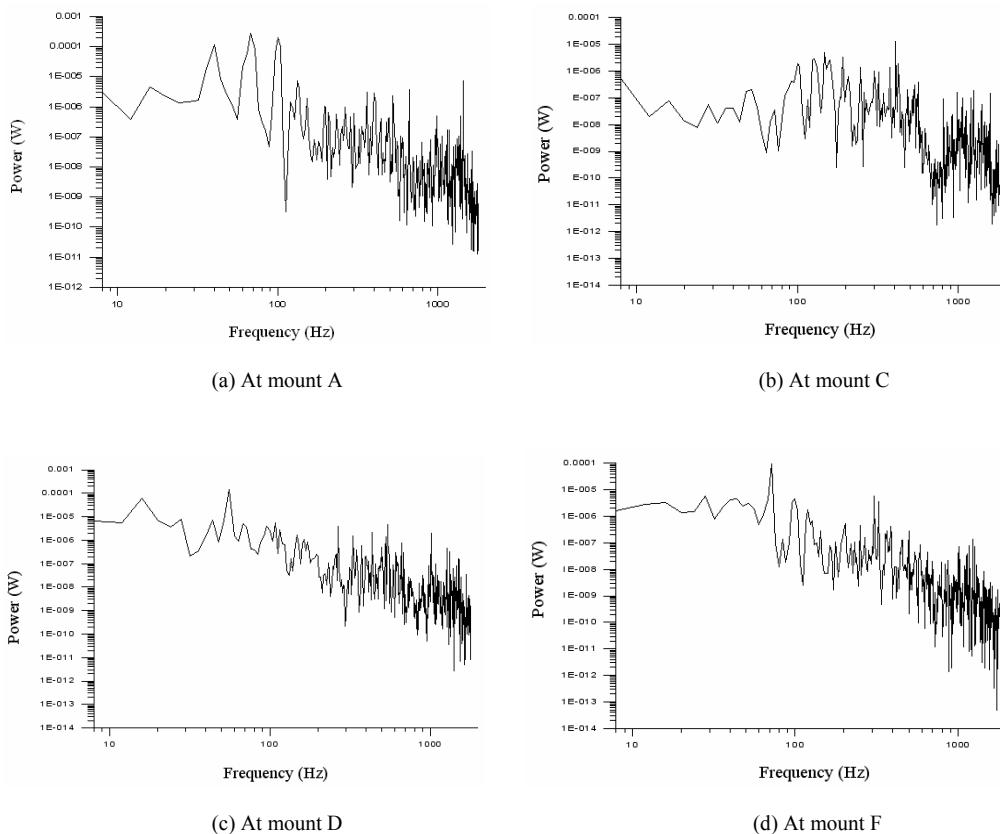 0.001
0.0001
1E-005
1E-006
1E-007
1E-008
1E-009
1E-010
1E-011
1E-012
Power (W)
10
100
1000
Frequency (Hz)
(a) At mount A
0.001
0.0001
1E-005
1E-006
E-007
E-008
E-009
E-010
1E-011
1E-012
1E-013
1E-014
Power (W)
10
100
1000
Frequency (Hz)
(b) At mount C
0.001
0.0001
1E-005
1E-006
1E-007
1E-008
1E-009
1E-010
1E-011
1E-012
1E-013
1E-014
Power (W)
10
100
1000
Frequency (Hz)
(c) At mount D
0.0001
1E-005
1E-006
1E-007
1E-008
1E-009
1E-010
1E-011
1E-012
1E-013
1E-014
Power (W)
10
100
1000
Frequency (Hz)
(d) At mount F